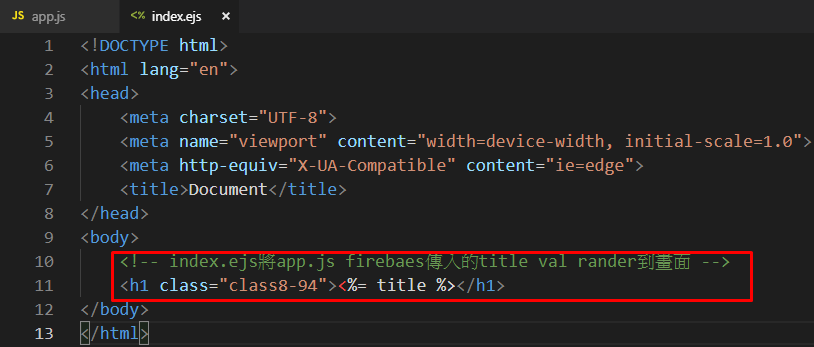 JS app.js <%> index.ejs ×
1 <!DOCTYPE html>
2 <html lang="en">
3 <head>
4 <meta charset="UTF-8">
5 <meta name="viewport" content="width=device-width, initial-scale=1.0">
6 <meta http-equiv="X-UA-Compatible" content="ie=edge">
7 <title>Document</title>
8 </head>
9 <body>
10 <!-- index.ejs將app.js firebaes傳入的title val rander到畫面 -->
11 <h1 class="class8-94"><%= title %></h1>
12 </body>
13 </html>